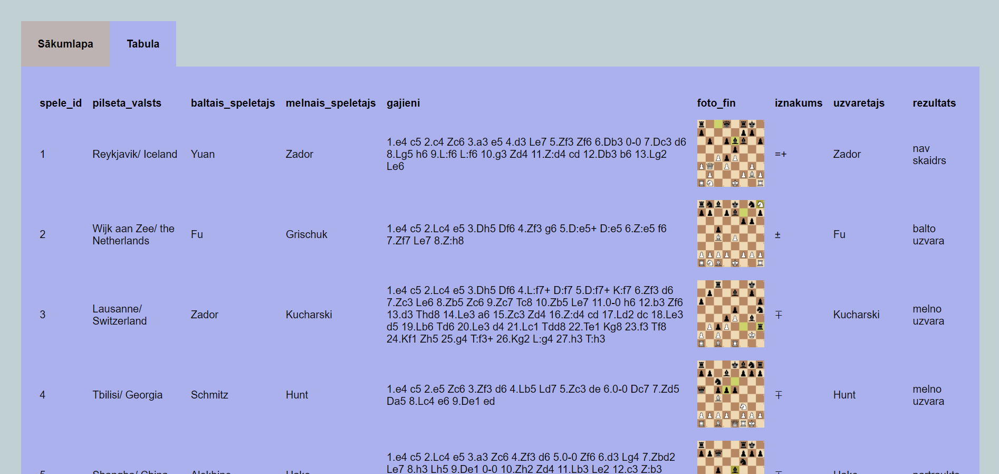 Sākumlapa
Tabula
spele_id pilseta_valsts baltais_speletajs melnais_speletajs gajieni foto_fin iznakums uzvaretajs rezultats
1
Reykjavik/ Iceland
Yuan
Zador
1.e4 c5 2.c4 Zc6 3.a3 e5 4.d3 Le7 5.Zf3 Zf6 6.Db3 0-0 7.Dc3 d6
8.Lg5 h6 9.L:f6 L:f6 10.g3 Zd4 11.Z:d4 cd 12.Db3 b6 13.Lg2
Le6
=+
Zador
nav
skaidrs
2
Wijk aan Zee/ the
Netherlands
Fu
Grischuk
1.e4 c5 2.Lc4 e5 3.Dh5 Df6 4.Zf3 g6 5.D:e5+ D:e5 6.Z:e5 f6
7.Zf7 Le7 8.Z:h8
±
Fu
balto
uzvara
3
Lausanne/
Switzerland
Zador
Kucharski
1.e4 c5 2.Lc4 e5 3.Dh5 Df6 4.L:f7+ D:f7 5.D:f7+ K:f7 6.Zf3 d6
7.Zc3 Le6 8.Zb5 Zc6 9.Zc7 Tc8 10.Zb5 Le7 11.0-0 h6 12.b3 Zf6
13.d3 Thd8 14.Le3 a6 15.Zc3 Zd4 16.Z:d4 cd 17.Ld2 dc 18.Le3
d5 19.Lb6 Td6 20.Le3 d4 21.Lc1 Tdd8 22.Te1 Kg8 23.f3 Tf8
24.Kf1 Zh5 25.g4 T:f3+ 26.Kg2 L:g4 27.h3 T:h3
∓
Kucharski
melno
uzvara
4
Tbilisi/ Georgia
Schmitz
Hunt
1.e4 c5 2.e5 Zc6 3.Zf3 d6 4.Lb5 Ld7 5.Zc3 de 6.0-0 Dc7 7.Zd5
Da5 8.Lc4 e6 9.De1 ed
∓
Hunt
melno
uzvara
1.e4 c5 2.Lc4 e5 3.a3 Zc6 4.Zf3 d6 5.0-0 Zf6 6.d3 Lg4 7.Zbd2
Le7 8.h3 Lh5 9.De1 0-0 10.Zh2 Zd4 11.Lb3 Le2 12.c3 Z:b3